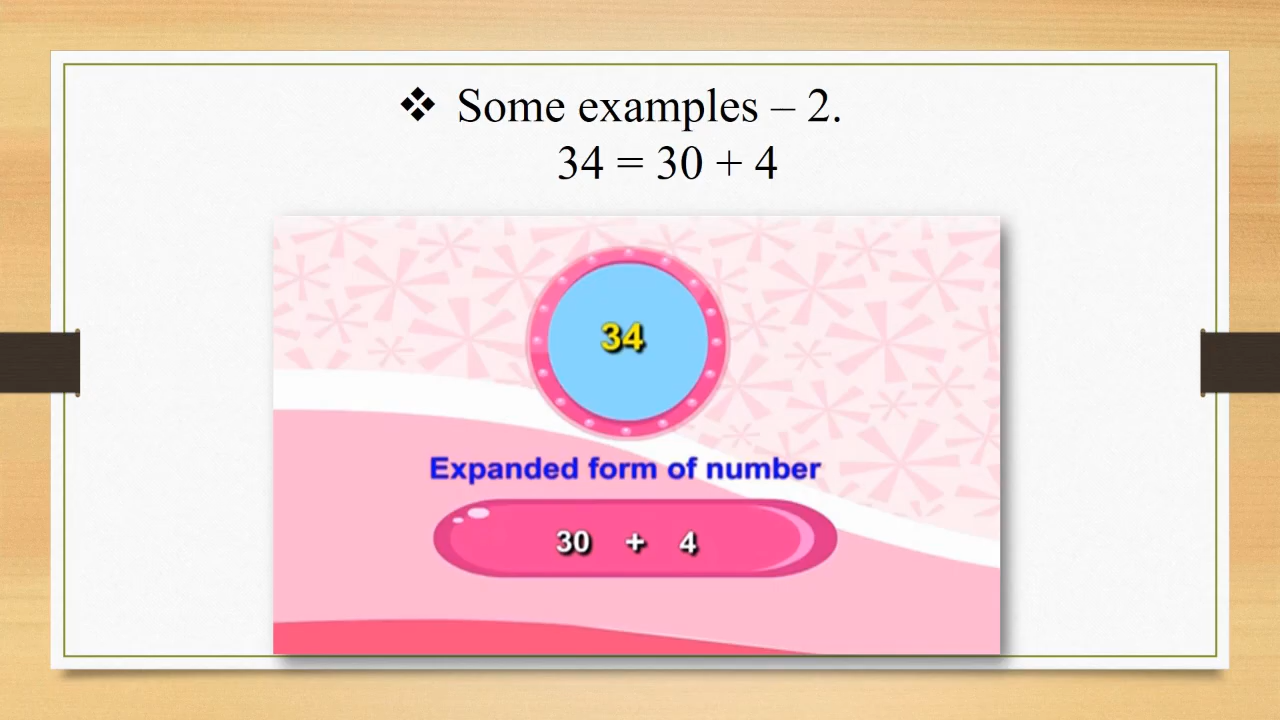 ❖ Some examples – 2.
34 = 30 + 4
34
Expanded form of number
30 + 4